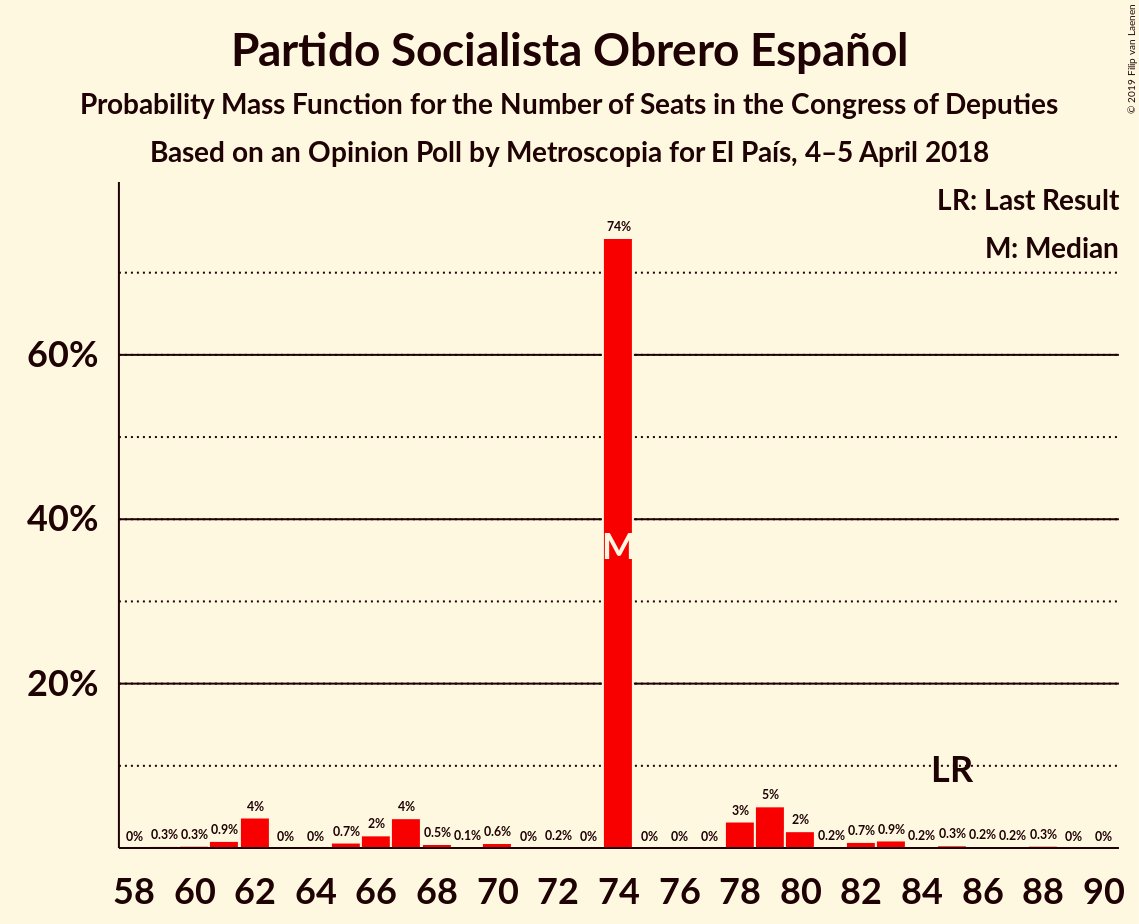 Partido Socialista Obrero Español
Probability Mass Function for the Number of Seats in the Congress of Deputies
Based on an Opinion Poll by Metroscopia for El País, 4–5 April 2018
© 2019 Filip van Laenen
LR: Last Result
M: Median
60%
40%
20%
0% 0.3% 0.3% 0.9% 4% 0% 0% 0.7% 2% 4% 0.5% 0.1% 0.6% 0% 0.2% 0% 74% 0% 0% 0% 3% 5% 2% 0.2% 0.7% 0.9% 0.2% 0.3% 0.2% 0.2% 0.3% 0% 0%
M
LR
58 60 62 64 66 68 70 72 74 76 78 80 82 84 86 88 90